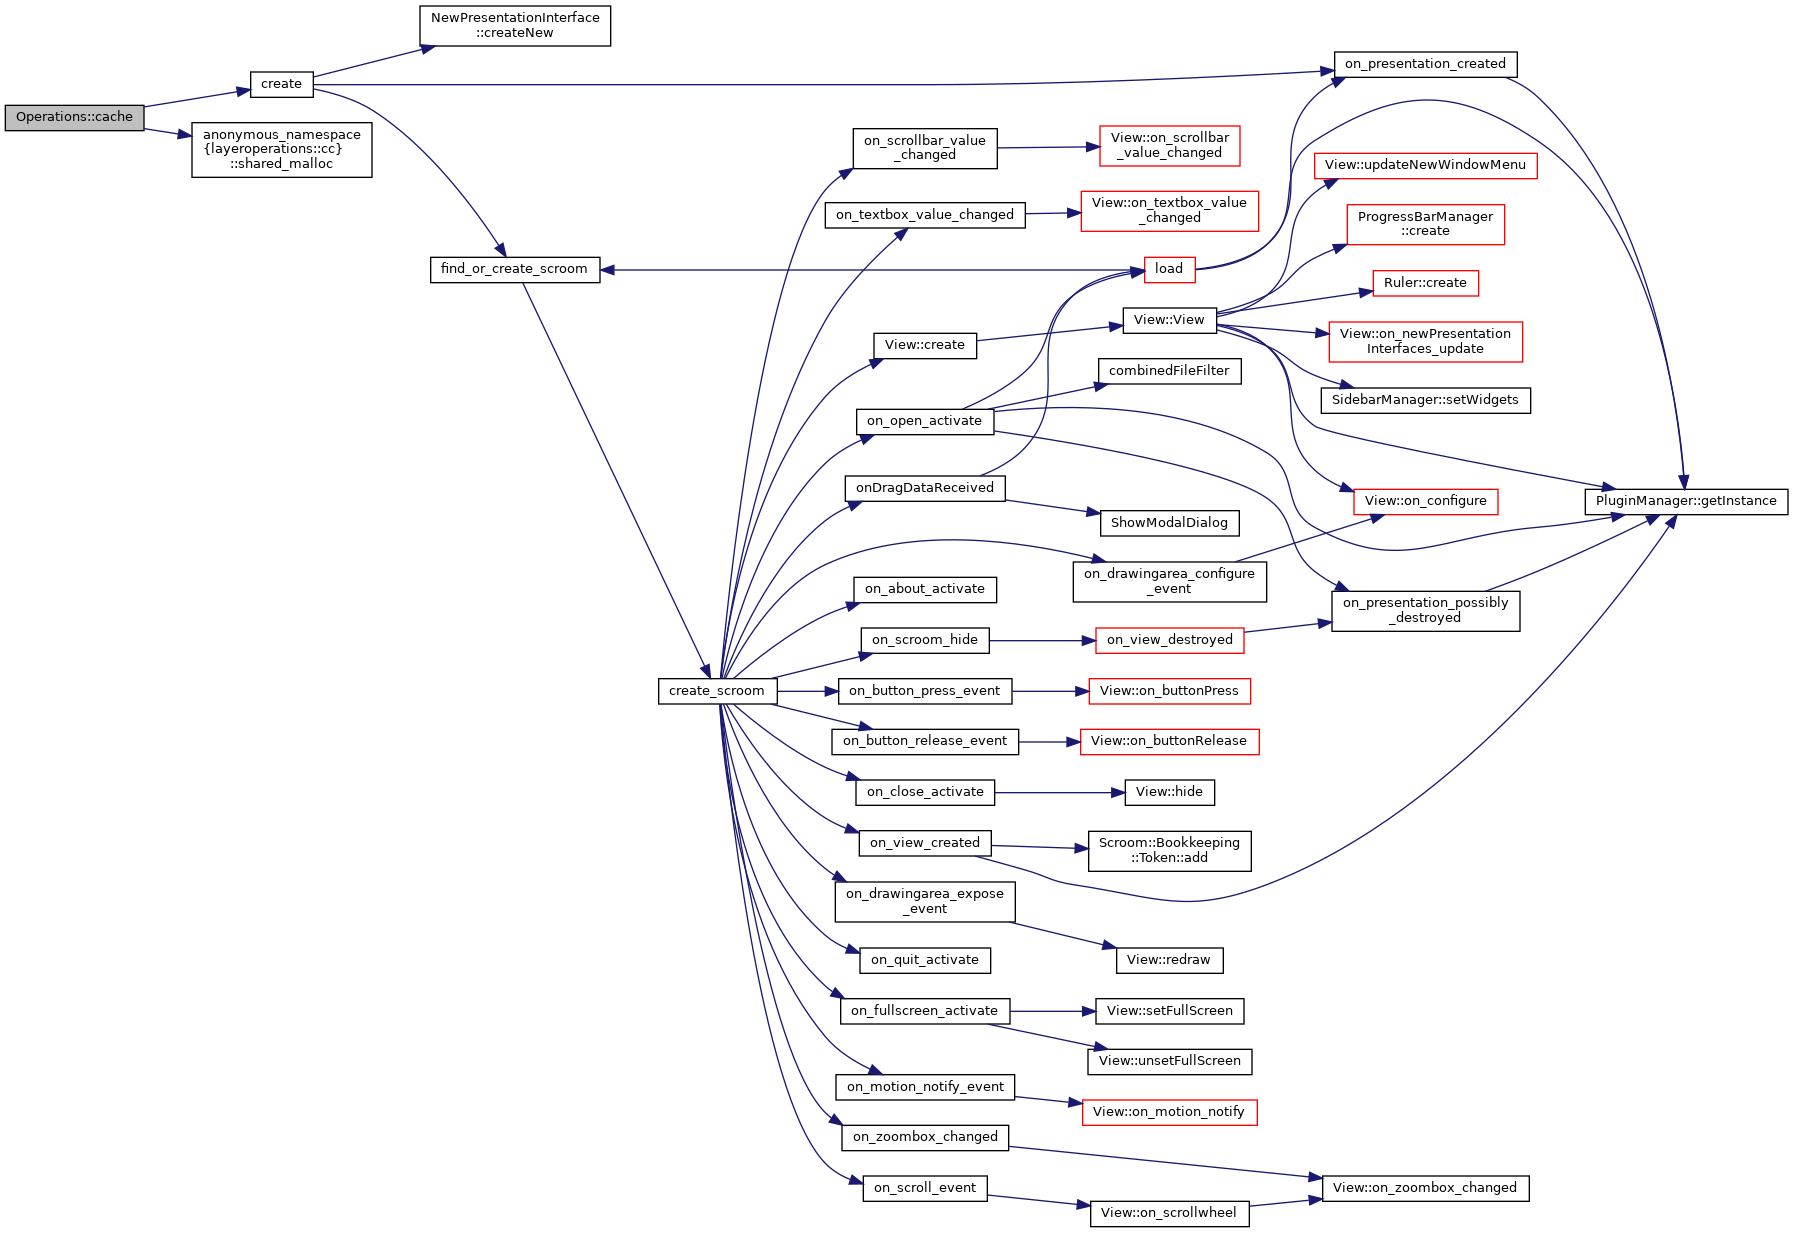 NewPresentationInterface
::createNew
create
Operations::cache
anonymous_namespace
{layeroperations::cc}
::shared_malloc
find_or_create_scroom
create_scroom
on_scrollbar_value
_changed
on_textbox_value_changed
View::create
on_open_activate
onDragDataReceived
on_about_activate
on_scroom_hide
on_button_press_event
on_button_release_event
on_close_activate
on_view_created
on_drawingarea_expose
_event
on_quit_activate
on_fullscreen_activate
on_motion_notify_event
on_zoombox_changed
on_scroll_event
View::on_scrollbar
_value_changed
View::on_textbox_value
_changed
load
View::View
combinedFileFilter
ShowModalDialog
on_drawingarea_configure
_event
on_view_destroyed
View::on_buttonPress
View::on_buttonRelease
View::hide
Scroom::Bookkeeping
::Token::add
View::redraw
View::setFullScreen
View::unsetFullScreen
View::on_motion_notify
View::on_scrollwheel
on_presentation_created
View::updateNewWindowMenu
ProgressBarManager
::create
Ruler::create
View::on_newPresentation
Interfaces_update
SidebarManager::setWidgets
View::on_configure
on_presentation_possibly
_destroyed
View::on_zoombox_changed
PluginManager::getInstance